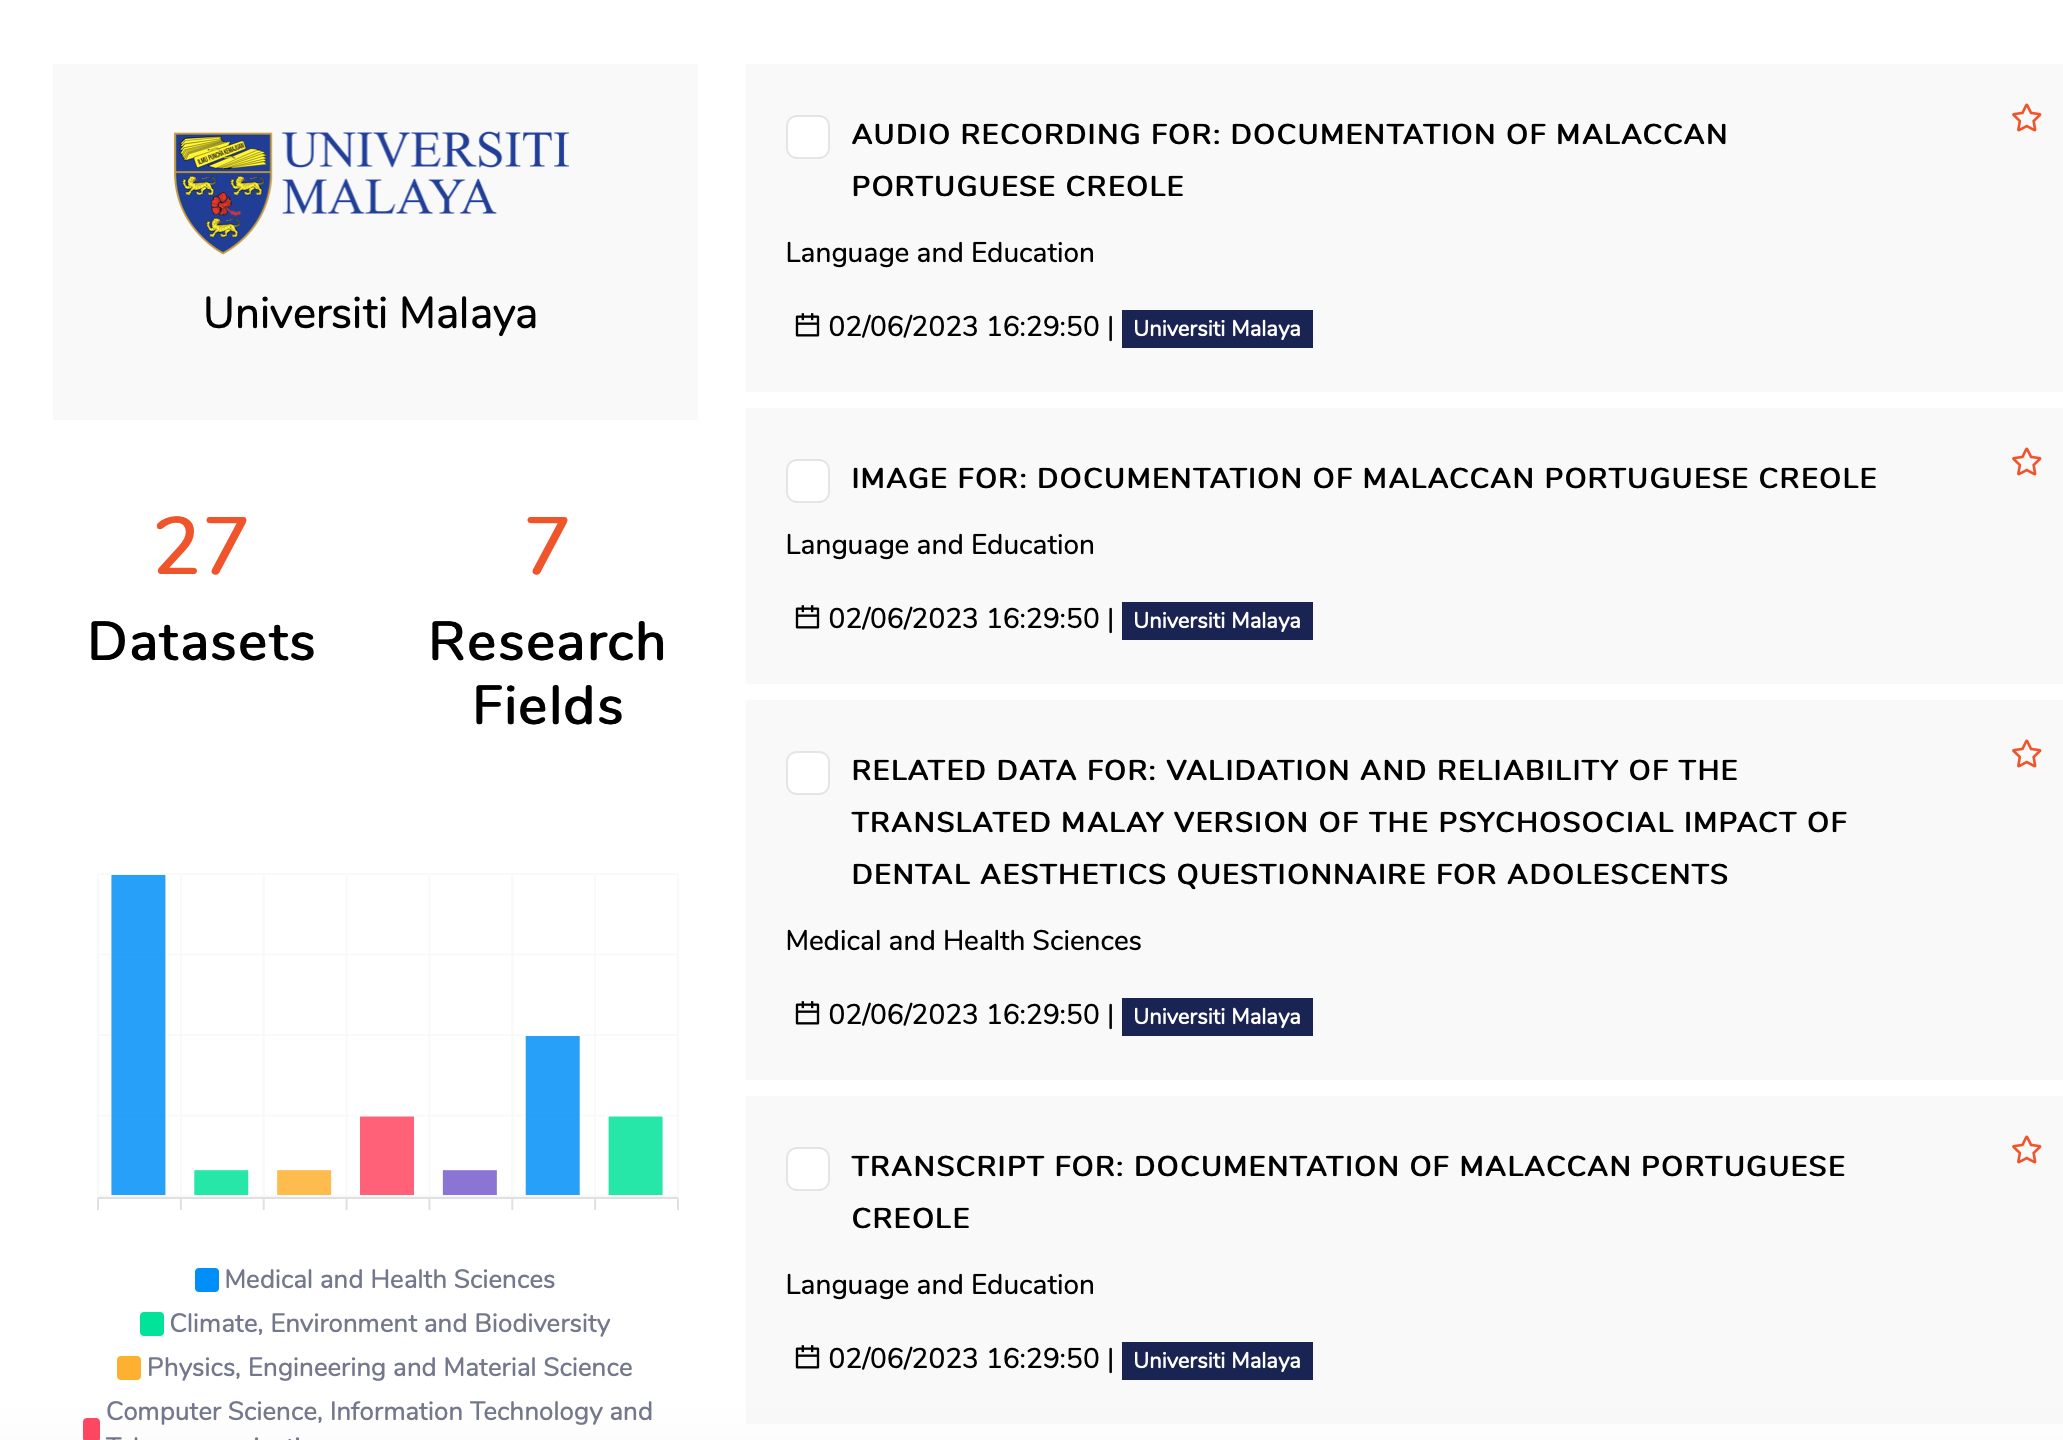 UNIVERSITI
MALAYA
Universiti Malaya
27
Datasets
7
Research
Fields
Medical and Health Sciences
Climate, Environment and Biodiversity
Physics, Engineering and Material Science
Computer Science, Information Technology and
AUDIO RECORDING FOR: DOCUMENTATION OF MALACCAN
PORTUGUESE CREOLE
Language and Education
02/06/2023 16:29:50 | Universiti Malaya
IMAGE FOR: DOCUMENTATION OF MALACCAN PORTUGUESE CREOLE
Language and Education
02/06/2023 16:29:50 | Universiti Malaya
RELATED DATA FOR: VALIDATION AND RELIABILITY OF THE
TRANSLATED MALAY VERSION OF THE PSYCHOSOCIAL IMPACT OF
DENTAL AESTHETICS QUESTIONNAIRE FOR ADOLESCENTS
Medical and Health Sciences
02/06/2023 16:29:50 | Universiti Malaya
TRANSCRIPT FOR: DOCUMENTATION OF MALACCAN PORTUGUESE
CREOLE
Language and Education
02/06/2023 16:29:50 | Universiti Malaya